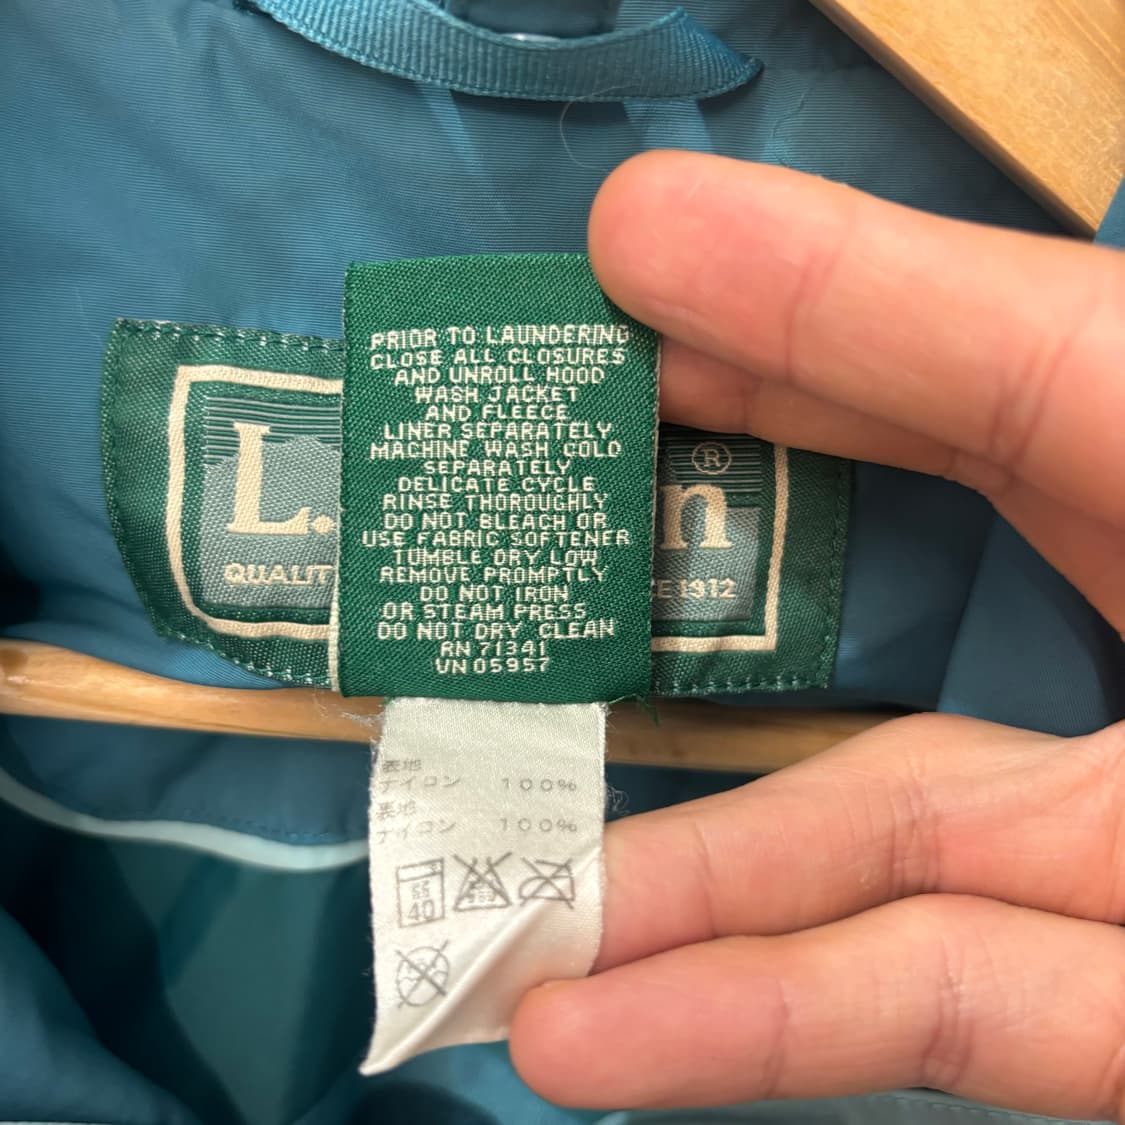 PRIOR TO LAUNDERING
CLOSE ALL CLOSURES
AND UNROLL HOOD
WASH JACKET
AND FLEECE
LINER SEPARATELY
MACHINE WASH COLD
SEPARATELY
DELICATE CYCLE
RINSE THOROUGHLY
DO NOT BLEACH OR
USE FABRIC SOFTENER
TUMBLE DRY LOW
REMOVE PROMPTLY
DO NOT IRON
OR STEAM PRESS
DO NOT DRY CLEAN
RN 71341
VN 05957
L. n ®
QUALIT E 1912
表地
ナイロン 100%
裏地
ナイロン 100%
40